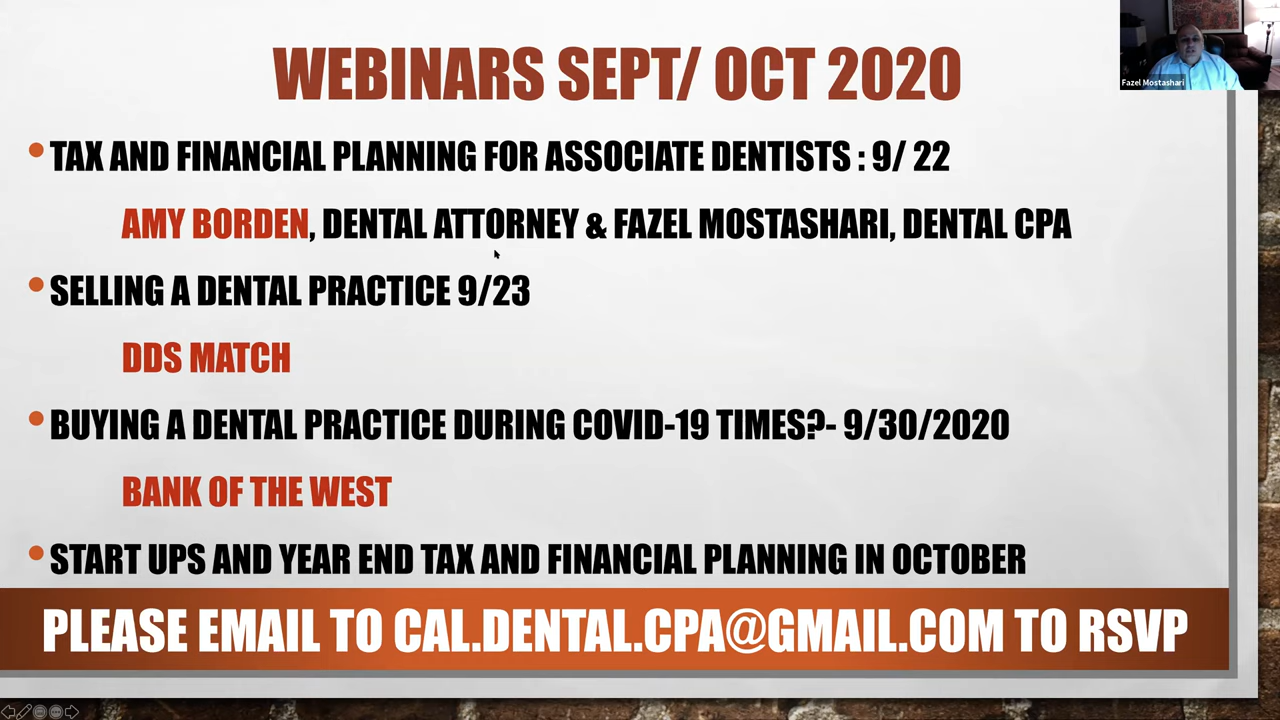 WEBINARS SEPT/ OCT 2020
Fazel Mostashari
•TAX AND FINANCIAL PLANNING FOR ASSOCIATE DENTISTS : 9/ 22
AMY BORDEN, DENTAL ATTORNEY & FAZEL MOSTASHARI, DENTAL CPA
•SELLING A DENTAL PRACTICE 9/23
DDS MATCH
•BUYING A DENTAL PRACTICE DURING COVID-19 TIMES?- 9/30/2020
BANK OF THE WEST
•START UPS AND YEAR END TAX AND FINANCIAL PLANNING IN OCTOBER
PLEASE EMAIL TO CAL.DENTAL.CPA@GMAIL.COM TO RSVP